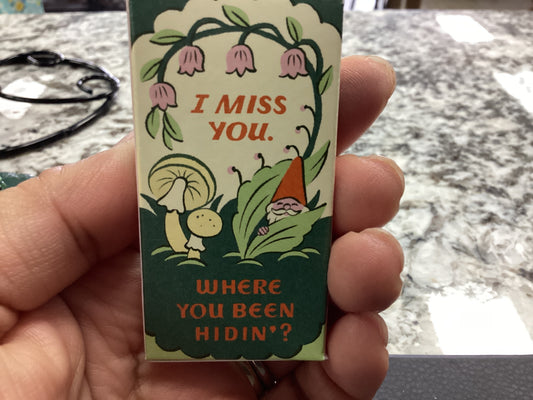 I MISS
YOU.
WHERE
YOU BEEN
HIDIN'?